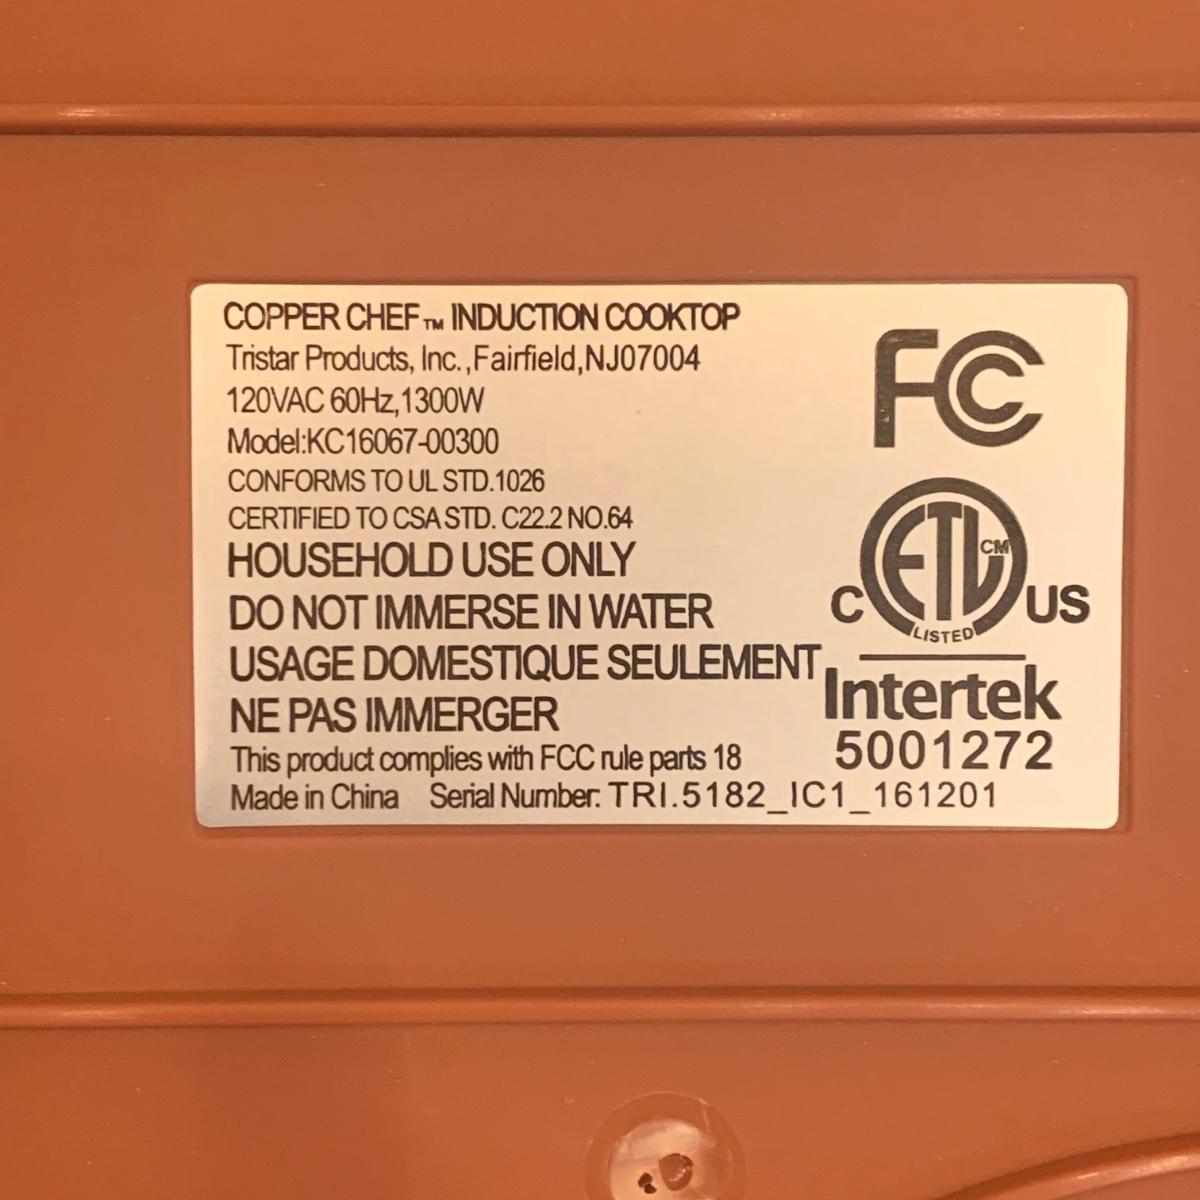 COPPER CHEF™ INDUCTION COOKTOP
Tristar Products, Inc.,Fairfield,NJ07004
120VAC 60Hz,1300W
Model:KC16067-00300
CONFORMS TO UL STD.1026
CERTIFIED TO CSA STD. C22.2 NO.64
HOUSEHOLD USE ONLY
DO NOT IMMERSE IN WATER
USAGE DOMESTIQUE SEULEMENT
NE PAS IMMERGER
This product complies with FCC rule parts 18
Made in China Serial Number: TRI.5182_IC1_161201
FC
ETL CM
C US
LISTED
Intertek
5001272